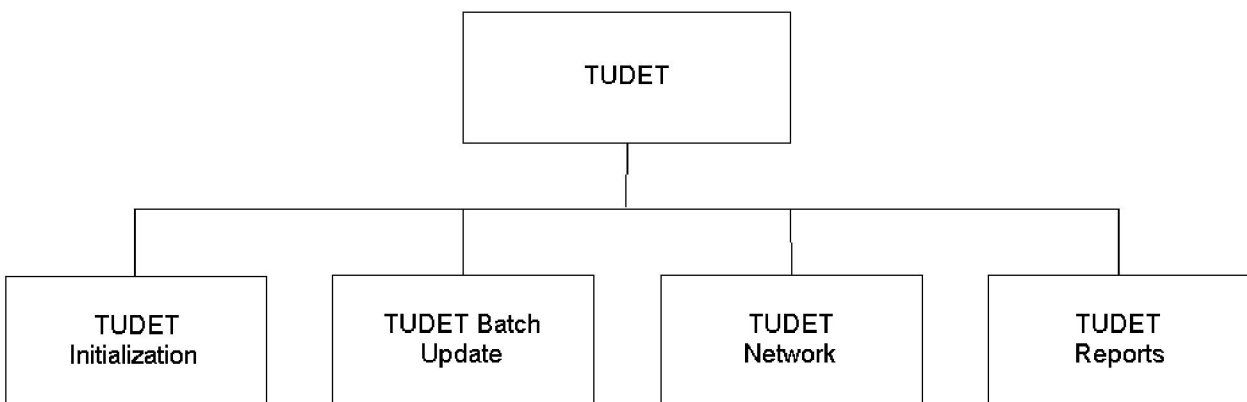 TUDET
TUDET
Initialization
TUDET Batch
Update
TUDET
Network
TUDET
Reports